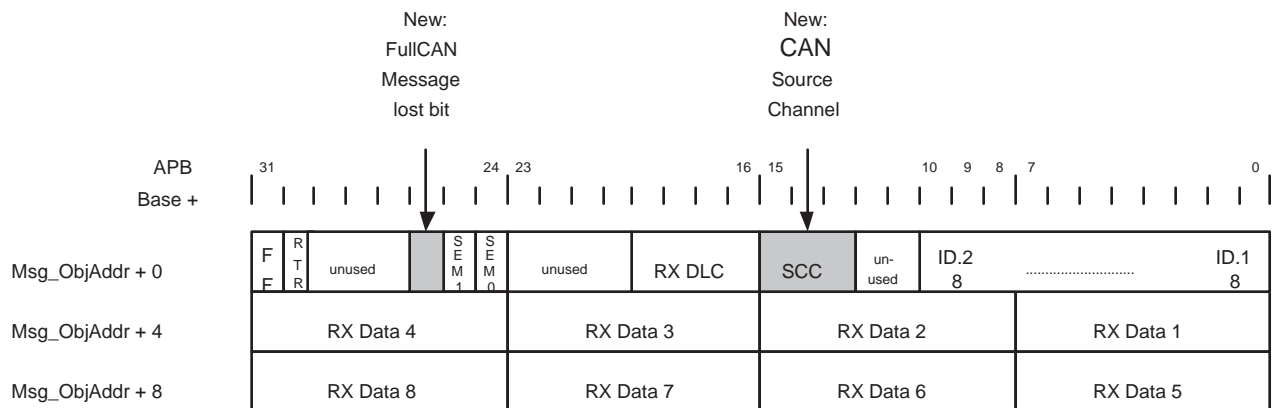 New:
FullCAN
Message
lost bit
New:
CAN
Source
Channel
APB
Base +
31 24 23 16 15 10 9 8 7 0
Msg_ObjAddr + 0
F
F
R
T
R
unused
S
E
M
1
S
E
M
0
unused
RX DLC
SCC
un-
used
ID.2
8
............................
ID.1
8
Msg_ObjAddr + 4
RX Data 4 RX Data 3 RX Data 2 RX Data 1
Msg_ObjAddr + 8
RX Data 8 RX Data 7 RX Data 6 RX Data 5